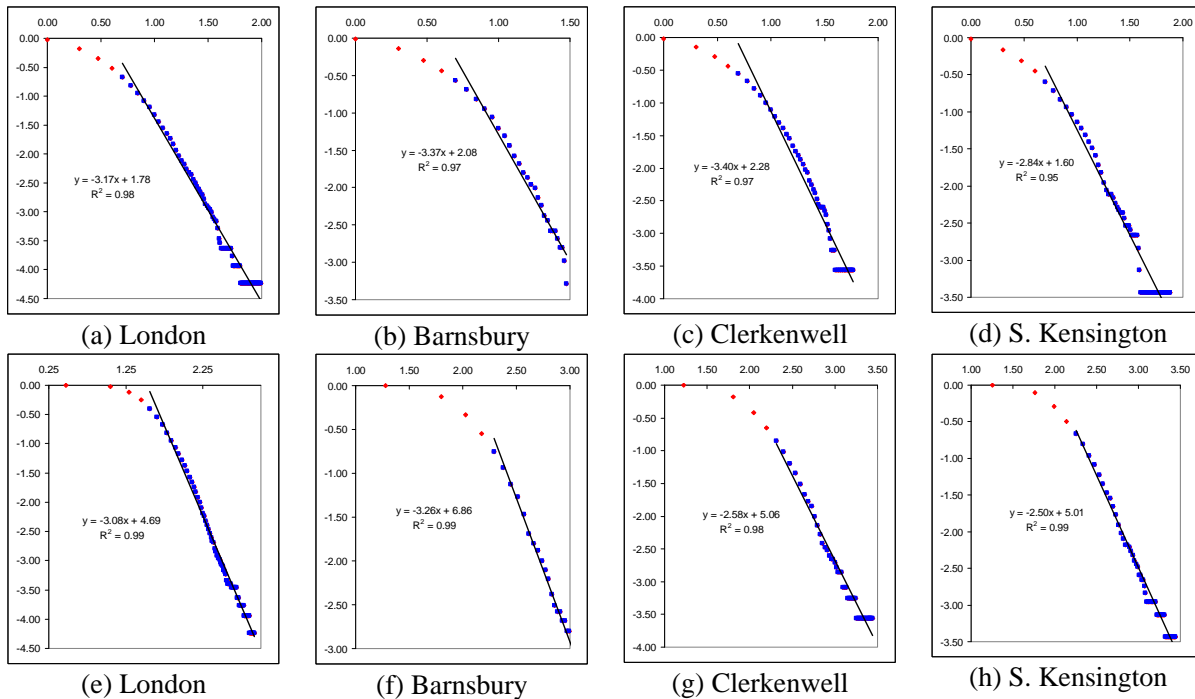 0.00 0.50 1.00 1.50 2.00
0.00
-0.50
-1.00
-1.50
-2.00
-2.50
-3.00
-3.50
-4.00
-4.50
y = -3.17x + 1.78
R² = 0.98
(a) London
0.00 0.50 1.00 1.50
0.00
-0.50
-1.00
-1.50
-2.00
-2.50
-3.00
-3.50
y = -3.37x + 2.08
R² = 0.97
(b) Barnsbury
0.00 0.50 1.00 1.50 2.00
0.00
-0.50
-1.00
-1.50
-2.00
-2.50
-3.00
-3.50
-4.00
y = -3.40x + 2.28
R² = 0.97
(c) Clerkenwell
0.00 0.50 1.00 1.50 2.00
0.00
-0.50
-1.00
-1.50
-2.00
-2.50
-3.00
-3.50
y = -2.84x + 1.60
R² = 0.95
(d) S. Kensington
0.25 1.25 2.25
0.00
-0.50
-1.00
-1.50
-2.00
-2.50
-3.00
-3.50
-4.00
-4.50
y = -3.08x + 4.69
R² = 0.99
(e) London
1.00 1.50 2.00 2.50 3.00
0.00
-0.50
-1.00
-1.50
-2.00
-2.50
-3.00
y = -3.26x + 6.86
R² = 0.99
(f) Barnsbury
1.00 1.50 2.00 2.50 3.00 3.50
0.00
-0.50
-1.00
-1.50
-2.00
-2.50
-3.00
-3.50
-4.00
y = -2.58x + 5.06
R² = 0.98
(g) Clerkenwell
1.00 1.50 2.00 2.50 3.00 3.50
0.00
-0.50
-1.00
-1.50
-2.00
-2.50
-3.00
-3.50
y = -2.50x + 5.01
R² = 0.99
(h) S. Kensington